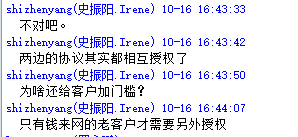 shizhenyang(史振阳.Irene) 10-16 16:43:33
不对吧。
shizhenyang(史振阳.Irene) 10-16 16:43:42
两边的协议其实都相互授权了
shizhenyang(史振阳.Irene) 10-16 16:43:50
为啥还给客户加门槛?
shizhenyang(史振阳.Irene) 10-16 16:44:07
只有钱来网的老客户才需要另外授权